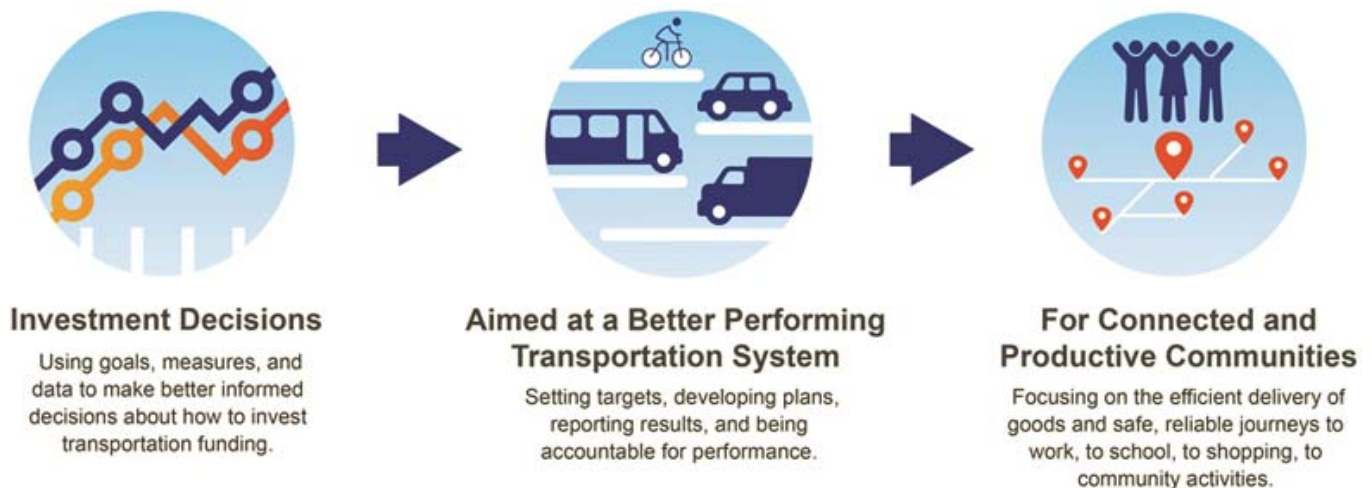 Investment Decisions
Using goals, measures, and
data to make better informed
decisions about how to invest
transportation funding.
Aimed at a Better Performing
Transportation System
Setting targets, developing plans,
reporting results, and being
accountable for performance.
For Connected and
Productive Communities
Focusing on the efficient delivery of
goods and safe, reliable journeys to
work, to school, to shopping, to
community activities.